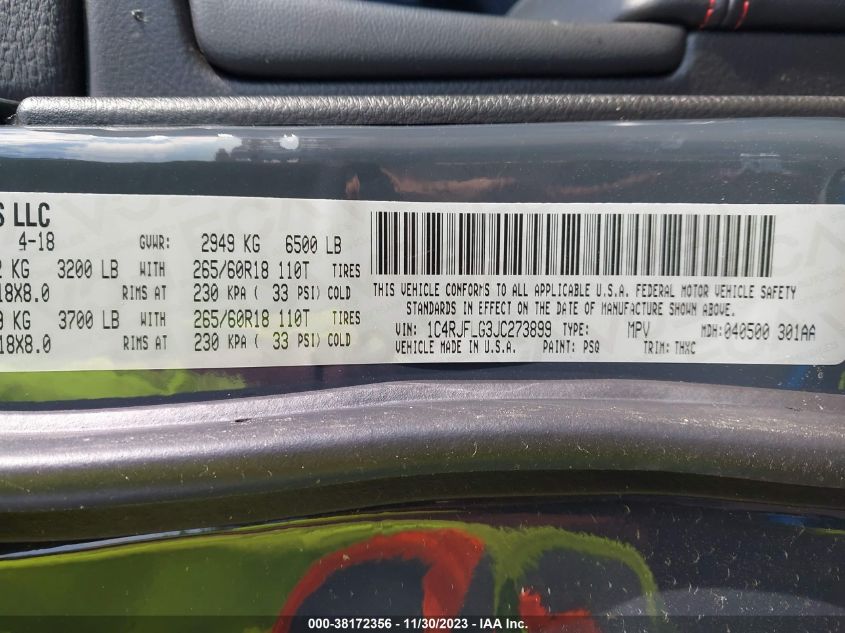 S LLC
4-18 GVWR: 2949 KG 6500 LB
KG 3200 LB WITH 265/60R18 110T TIRES
18X8.0 RIMS AT 230 KPA ( 33 PSI) COLD
KG 3700 LB WITH 265/60R18 110T TIRES
18X8.0 RIMS AT 230 KPA ( 33 PSI) COLD
THIS VEHICLE CONFORMS TO ALL APPLICABLE U.S.A. FEDERAL MOTOR VEHICLE SAFETY
STANDARDS IN EFFECT ON THE DATE OF MANUFACTURE SHOWN ABOVE.
VIN: 1C4RJFLG3JC273899 TYPE: MPV MDH: 040500 301AA
VEHICLE MADE IN U.S.A. PAINT: PSQ TRIM: THXC
000-38172356 - 11/30/2023 - IAA Inc.